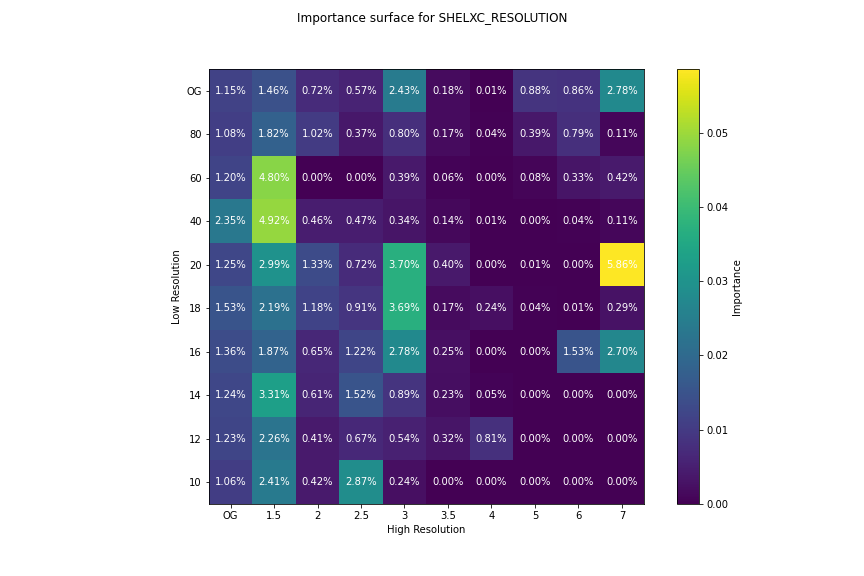 Importance surface for SHELXC_RESOLUTION
OG 1.15% 1.46% 0.72% 0.57% 2.43% 0.18% 0.01% 0.88% 0.86% 2.78%
80 1.08% 1.82% 1.02% 0.37% 0.80% 0.17% 0.04% 0.39% 0.79% 0.11%
60 1.20% 4.80% 0.00% 0.00% 0.39% 0.06% 0.00% 0.08% 0.33% 0.42%
40 2.35% 4.92% 0.46% 0.47% 0.34% 0.14% 0.01% 0.00% 0.04% 0.11%
20 1.25% 2.99% 1.33% 0.72% 3.70% 0.40% 0.00% 0.01% 0.00% 5.86%
18 1.53% 2.19% 1.18% 0.91% 3.69% 0.17% 0.24% 0.04% 0.01% 0.29%
16 1.36% 1.87% 0.65% 1.22% 2.78% 0.25% 0.00% 0.00% 1.53% 2.70%
14 1.24% 3.31% 0.61% 1.52% 0.89% 0.23% 0.05% 0.00% 0.00% 0.00%
12 1.23% 2.26% 0.41% 0.67% 0.54% 0.32% 0.81% 0.00% 0.00% 0.00%
10 1.06% 2.41% 0.42% 2.87% 0.24% 0.00% 0.00% 0.00% 0.00% 0.00%
OG 1.5 2 2.5 3 3.5 4 5 6 7
High Resolution
Low Resolution
0.05
0.04
0.03
0.02
0.01
0.00
Importance